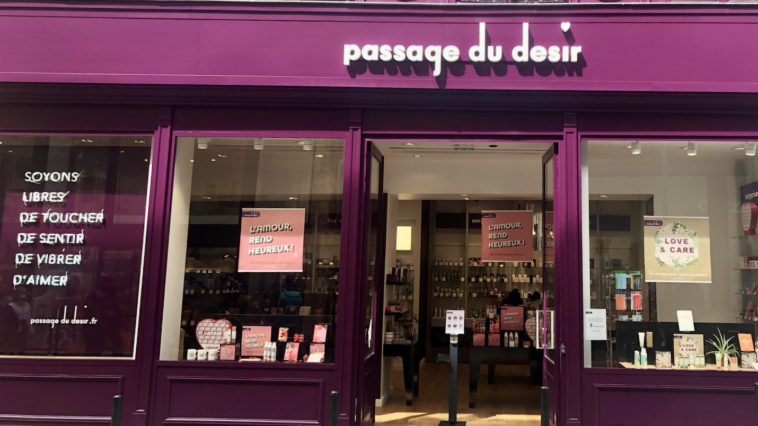 passage du desir
SOYONS
LIBRES
DE TOUCHER
DE SENTIR
DE VIBRER
D'AIMER
passage du desir .fr
L'AMOUR,
REND
HEUREUX!
L'AMOUR,
REND
HEUREUX!
LOVE
& CARE